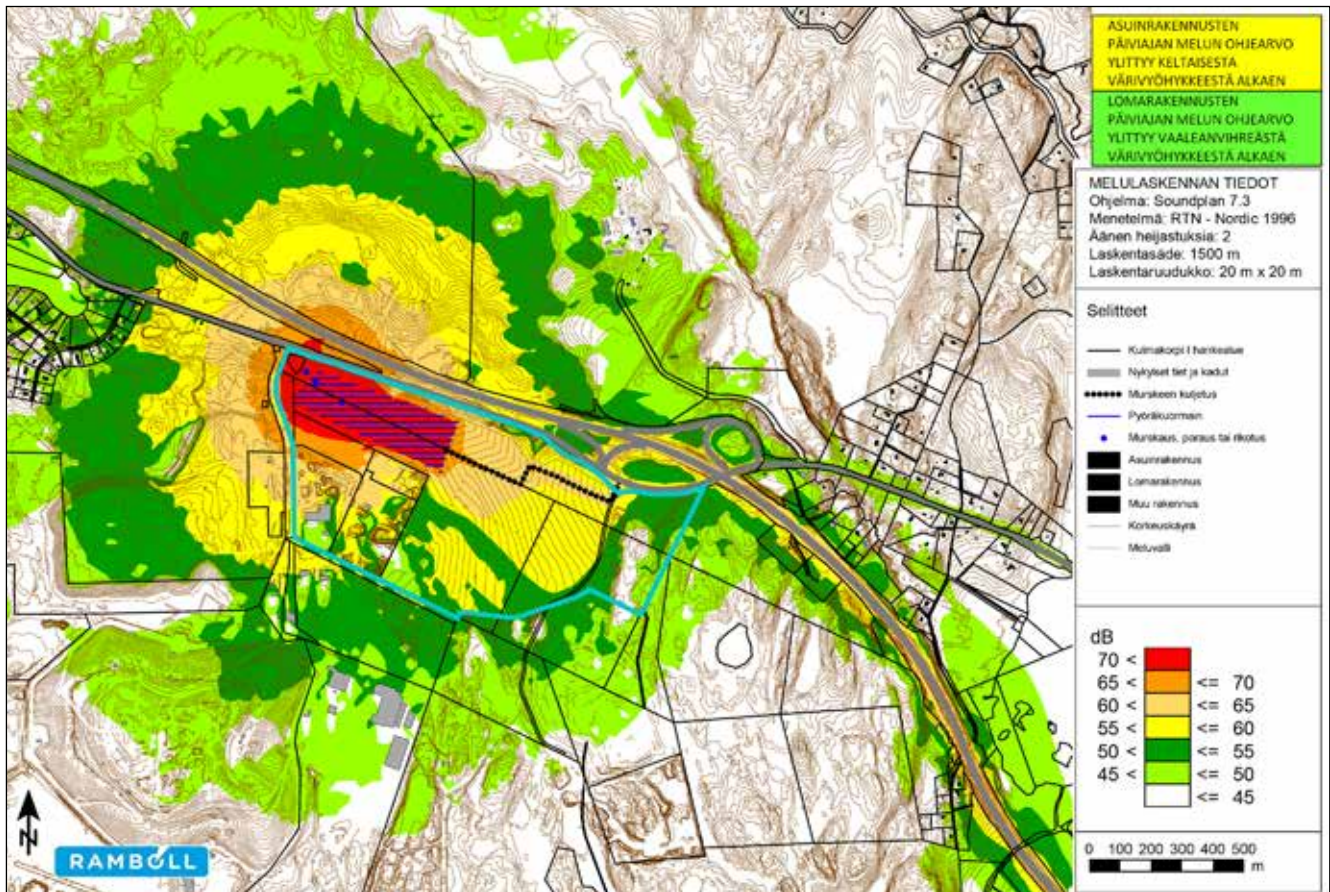 ASUINRAKENNUSTEN
PÄIVIAJAN MELUN OHJEARVO
YLITTYY KELTAISESTA
VÄRIVYÖHYKKEESTÄ ALKAEN
LOMARAKENNUSTEN
PÄIVIAJAN MELUN OHJEARVO
YLITTYY VAALEANVIHREÄSTÄ
VÄRIVYÖHYKKEESTÄ ALKAEN
MELULASKENNAN TIEDOT
Ohjelma: Soundplan 7.3
Menetelmä: RTN - Nordic 1996
Äänen heijastuksia: 2
Laskentasäde: 1500 m
Laskentaruudukko: 20 m x 20 m
Selitteet
Kulmakorpi I hankealue
Nykyiset tiet ja kadut
Murskeen kuljetus
Pyöräkuormain
Murskaus, poraus tai rikotus
Asuinrakennus
Lomarakennus
Muu rakennus
Korkeuskäyrä
Meluvalli
dB
70 <
65 < <= 70
60 < <= 65
55 < <= 60
50 < <= 55
45 < <= 50
<= 45
0 100 200 300 400 500
m
N
RAMBOLL